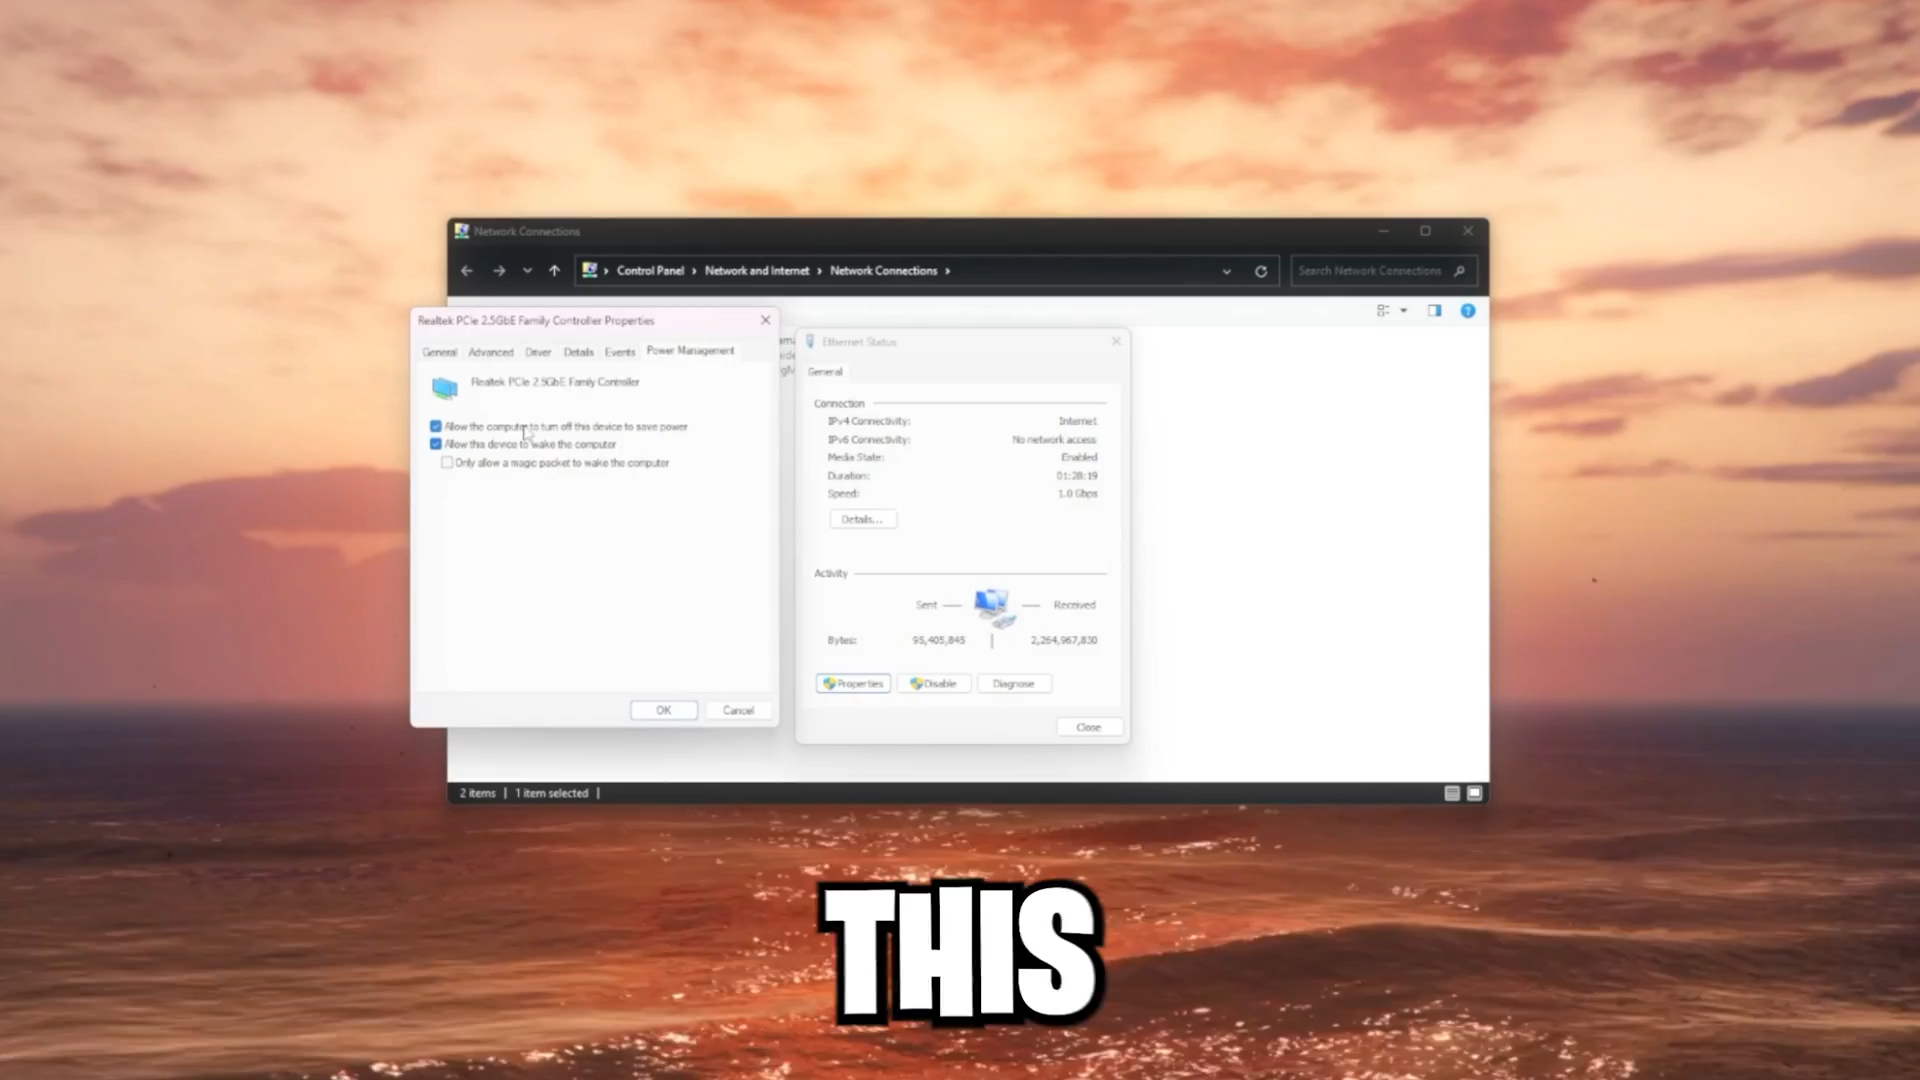 Network Connections
Control Panel > Network and Internet > Network Connections >
Search Network Connections
Realtek PCIe 2.5GbE Family Controller Properties
General Advanced Driver Details Events Power Management
Realtek PCIe 2.5GbE Family Controller
Allow the computer to turn off this device to save power
Allow this device to wake the computer
Only allow a magic packet to wake the computer
OK Cancel
Ethernet Status
General
Connection
IPv4 Connectivity: Internet
IPv6 Connectivity: No network access
Media State: Enabled
Duration: 01:28:19
Speed: 1.0 Gbps
Details...
Activity
Sent — — Received
Bytes: 95,405,845 | 2,264,967,830
Properties Disable Diagnose
Close
2 items | 1 item selected |
THIS